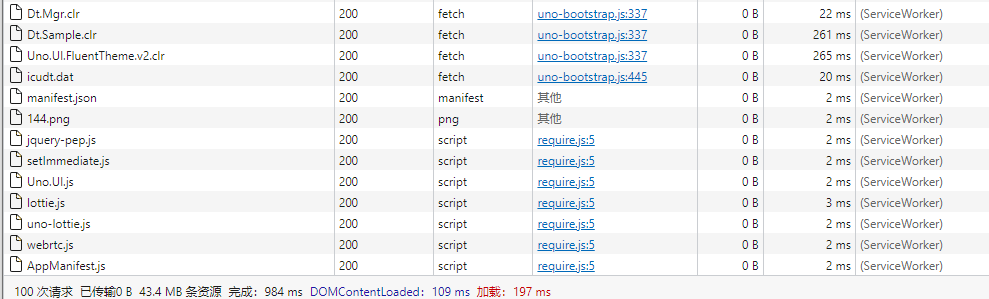 Dt.Mgr.clr 200 fetch uno-bootstrap.js:337 0 B 22 ms (ServiceWorker)
Dt.Sample.clr 200 fetch uno-bootstrap.js:337 0 B 261 ms (ServiceWorker)
Uno.UI.FluentTheme.v2.clr 200 fetch uno-bootstrap.js:337 0 B 265 ms (ServiceWorker)
icudt.dat 200 fetch uno-bootstrap.js:445 0 B 20 ms (ServiceWorker)
manifest.json 200 manifest 其他 0 B 2 ms (ServiceWorker)
144.png 200 png 其他 0 B 2 ms (ServiceWorker)
jquery-pep.js 200 script require.js:5 0 B 2 ms (ServiceWorker)
setImmediate.js 200 script require.js:5 0 B 2 ms (ServiceWorker)
Uno.UI.js 200 script require.js:5 0 B 2 ms (ServiceWorker)
lottie.js 200 script require.js:5 0 B 3 ms (ServiceWorker)
uno-lottie.js 200 script require.js:5 0 B 2 ms (ServiceWorker)
webrtc.js 200 script require.js:5 0 B 2 ms (ServiceWorker)
AppManifest.js 200 script require.js:5 0 B 2 ms (ServiceWorker)
100 次请求 已传输0 B 43.4 MB 条资源 完成：984 ms DOMContentLoaded：109 ms 加载：197 ms